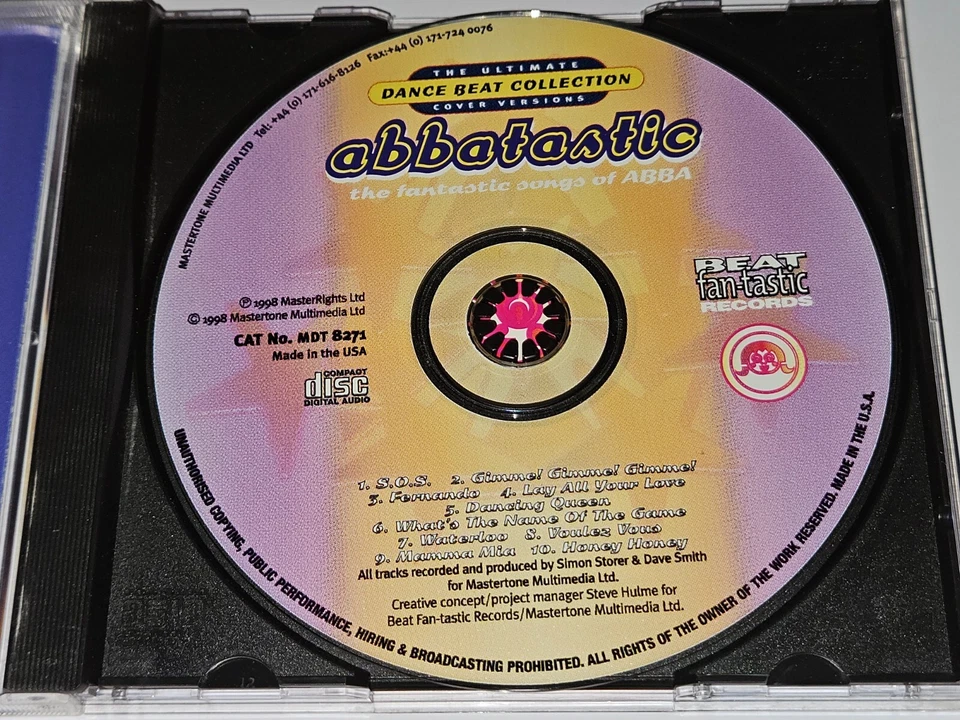 MASTERTONE MULTIMEDIA LTD Tel: +44 (0) 171-616-8126 Fax:+44 (0) 171-724 0076
THE ULTIMATE
DANCE BEAT COLLECTION
COVER VERSIONS
abbatastic
the fantastic songs of ABBA
℗ 1998 MasterRights Ltd
© 1998 Mastertone Multimedia Ltd
CAT No. MDT 8271
Made in the USA
COMPACT
disc
DIGITAL AUDIO
BEAT
fan-tastic
RECORDS
1. S.O.S. 2. Gimme! Gimme! Gimme!
3. Fernando 4. Lay All Your Love
5. Dancing Queen
6. What's The Name Of The Game
7. Waterloo 8. Voulez Vous
9. Mamma Mia 10. Honey Honey
All tracks recorded and produced by Simon Storer & Dave Smith
for Mastertone Multimedia Ltd.
Creative concept/project manager Steve Hulme for
Beat Fan-tastic Records/Mastertone Multimedia Ltd.
UNAUTHORISED COPYING, PUBLIC PERFORMANCE, HIRING & BROADCASTING PROHIBITED. ALL RIGHTS OF THE OWNER OF THE WORK RESERVED. MADE IN THE U.S.A.